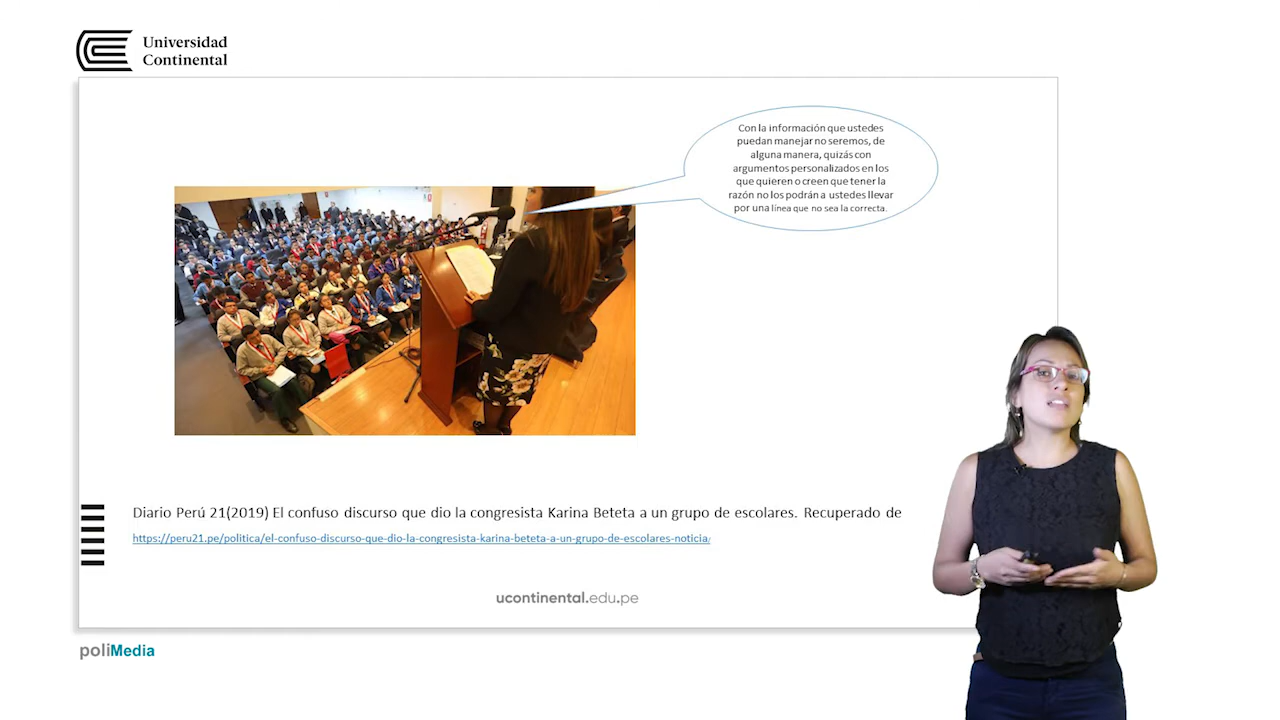 Universidad
Continental
Con la información que ustedes
puedan manejar no seremos, de
alguna manera, quizás con
argumentos personalizados en los
que quieren o creen que tener la
razón no los podrán a ustedes llevar
por una línea que no sea la correcta.
Diario Perú 21(2019) El confuso discurso que dio la congresista Karina Beteta a un grupo de escolares. Recuperado de
https://peru21.pe/politica/el-confuso-discurso-que-dio-la-congresista-karina-beteta-a-un-grupo-de-escolares-noticia/
ucontinental.edu.pe
poliMedia